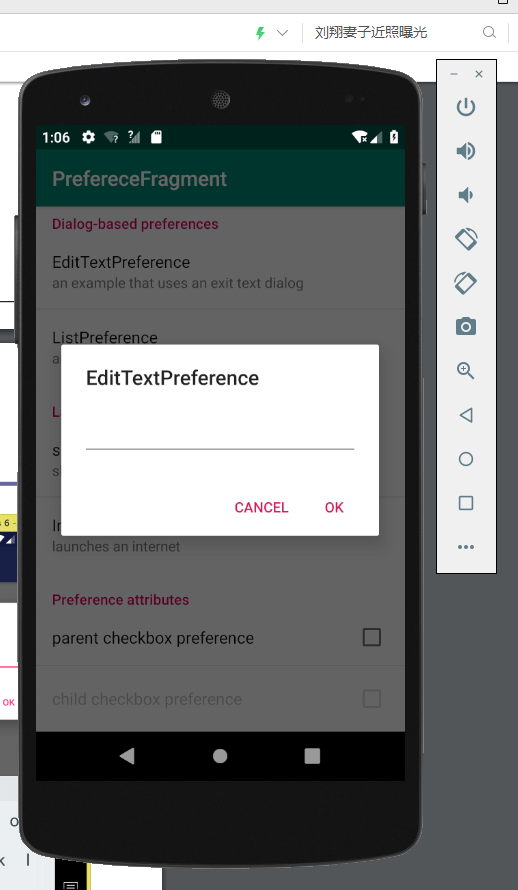 刘翔妻子近照曝光
1:06
PrefereceFragment
Dialog-based preferences
EditTextPreference
an example that uses an exit text dialog
ListPreference
EditTextPreference
CANCEL OK
launches an internet
Preference attributes
parent checkbox preference
child checkbox preference
s 6 -
OK
o
k l